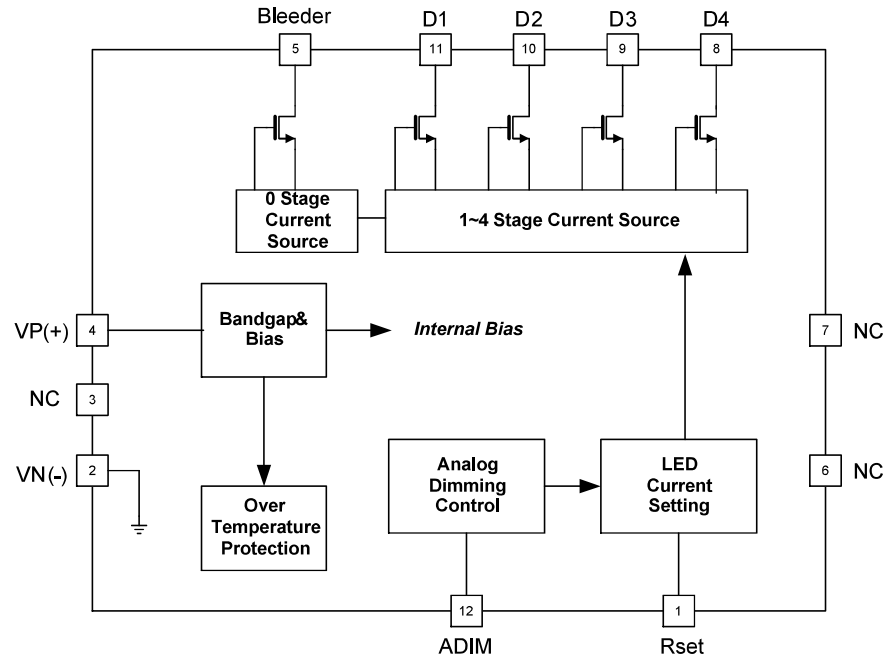 Bleeder D1 D2 D3 D4
5 11 10 9 8
0 Stage
Current
Source
1~4 Stage Current Source
VP(+) 4
Bandgap&
Bias
Internal Bias
7 NC
NC 3
VN(-) 2
Analog
Dimming
Control
LED
Current
Setting
6 NC
Over
Temperature
Protection
12 1
ADIM Rset